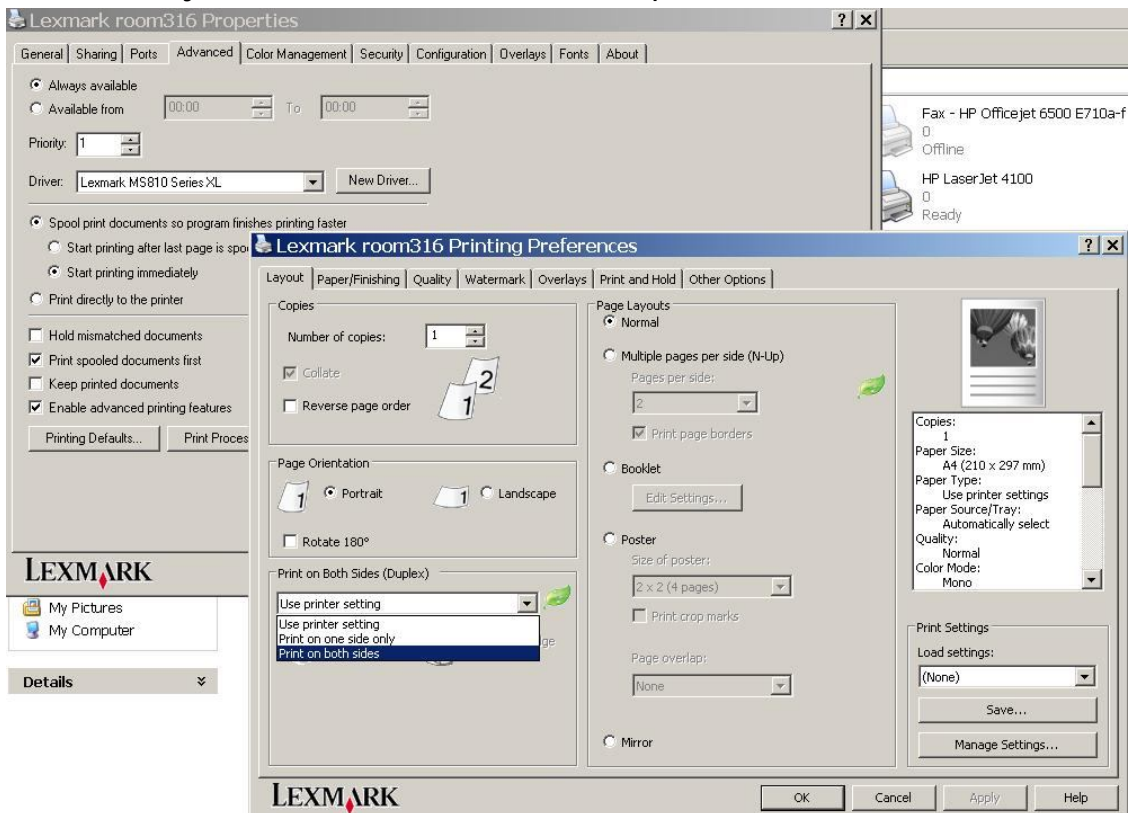 Lexmark room316 Properties
General Sharing Ports Advanced Color Management Security Configuration Overlays Fonts About
Always available
Available from 00:00 To 00:00
Priority: 1
Driver: Lexmark MS810 Series XL New Driver...
Spool print documents so program finishes printing faster
Start printing after last page is spo
Start printing immediately
Print directly to the printer
Hold mismatched documents
Print spooled documents first
Keep printed documents
Enable advanced printing features
Printing Defaults... Print Proces
LEXMARK
My Pictures
My Computer
Details
Fax - HP Officejet 6500 E710a-f
0
Offline
HP LaserJet 4100
0
Ready
Lexmark room316 Printing Preferences
Layout Paper/Finishing Quality Watermark Overlays Print and Hold Other Options
Copies
Number of copies: 1
Collate
Reverse page order
2
1
Page Orientation
1 Portrait 1 Landscape
Rotate 180°
Print on Both Sides (Duplex)
Use printer setting
Use printer setting
Print on one side only
Print on both sides
ge
Page Layouts
Normal
Multiple pages per side (N-Up)
Pages per side:
2
Print page borders
Booklet
Edit Settings...
Poster
Size of poster:
2 x 2 (4 pages)
Print crop marks
Page overlap:
None
Mirror
Copies:
1
Paper Size:
A4 (210 x 297 mm)
Paper Type:
Use printer settings
Paper Source/Tray:
Automatically select
Quality:
Normal
Color Mode:
Mono
Print Settings
Load settings:
(None)
Save...
Manage Settings...
LEXMARK
OK Cancel Apply Help